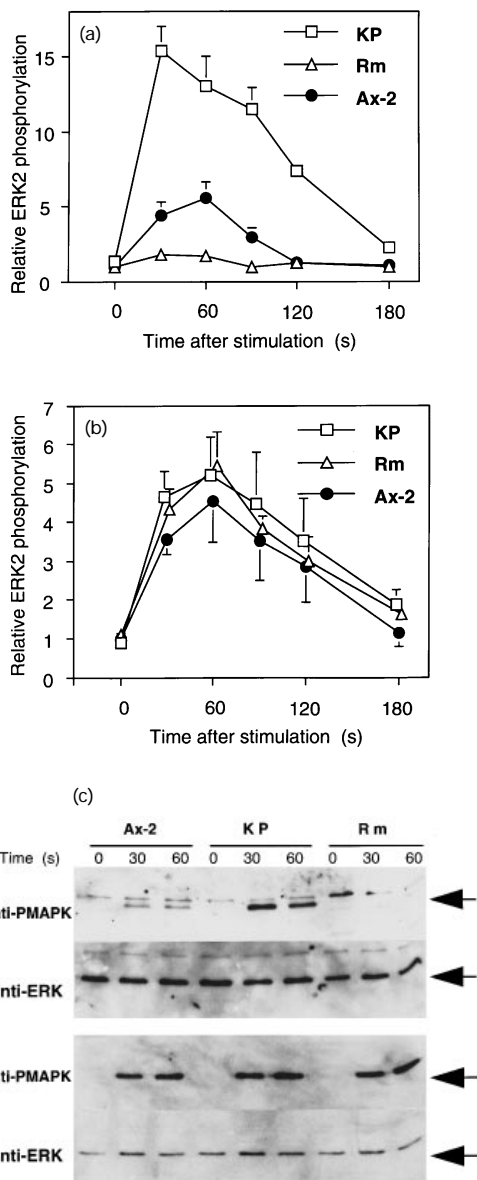 (a)
KP
Rm
Ax-2
Relative ERK2 phosphorylation
15
10
5
0
0 60 120 180
Time after stimulation (s)
(b)
KP
Rm
Ax-2
Relative ERK2 phosphorylation
7
6
5
4
3
2
1
0
0 60 120 180
Time after stimulation (s)
(c)
Ax-2 K P R m
Time (s) 0 30 60 0 30 60 0 30 60
nti-PMAPK
nti-ERK
nti-PMAPK
nti-ERK